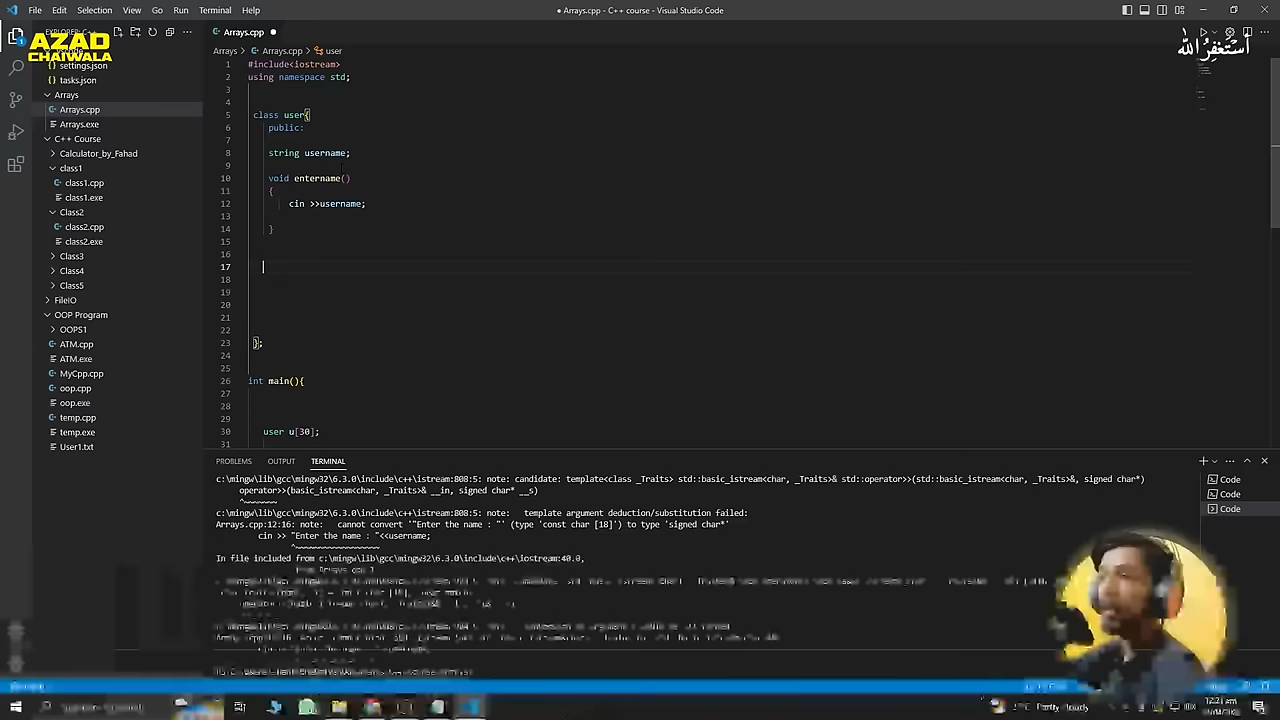 File Edit Selection View Go Run Terminal Help
● Arrays.cpp - C++ course - Visual Studio Code
AZAD
CHAIWALA
أستغفر الله
Arrays.cpp
Arrays > Arrays.cpp > user
settings.json
tasks.json
Arrays
Arrays.cpp
Arrays.exe
C++ Course
Calculator_by_Fahad
class1
class1.cpp
class1.exe
Class2
class2.cpp
class2.exe
Class3
Class4
Class5
FileIO
OOP Program
OOPS1
ATM.cpp
ATM.exe
MyCpp.cpp
oop.cpp
oop.exe
temp.cpp
temp.exe
User1.txt
1 #include<iostream>
2 using namespace std;
3
4
5 class user{
6 public:
7
8 string username;
9
10 void entername()
11 {
12 cin >>username;
13
14 }
15
16
17
18
19
20
21
22
23 };
24
25
26 int main(){
27
28
29
30 user u[30];
31
PROBLEMS OUTPUT TERMINAL
c:\mingw\lib\gcc\mingw32\6.3.0\include\c++\istream:808:5: note: candidate: template<class _Traits> std::basic_istream<char, _Traits>& std::operator>>(std::basic_istream<char, _Traits>&, signed char*)
operator>>(basic_istream<char, _Traits>& __in, signed char* __s)
^~~~~~~~
c:\mingw\lib\gcc\mingw32\6.3.0\include\c++\istream:808:5: note: template argument deduction/substitution failed:
Arrays.cpp:12:16: note: cannot convert '"Enter the name : "' (type 'const char [18]') to type 'signed char*'
cin >> "Enter the name : "<<username;
^~~~~~~~~~~~~~~~~~~
In file included from c:\mingw\lib\gcc\mingw32\6.3.0\include\c++\iostream:40:0,
Code
Code
Code